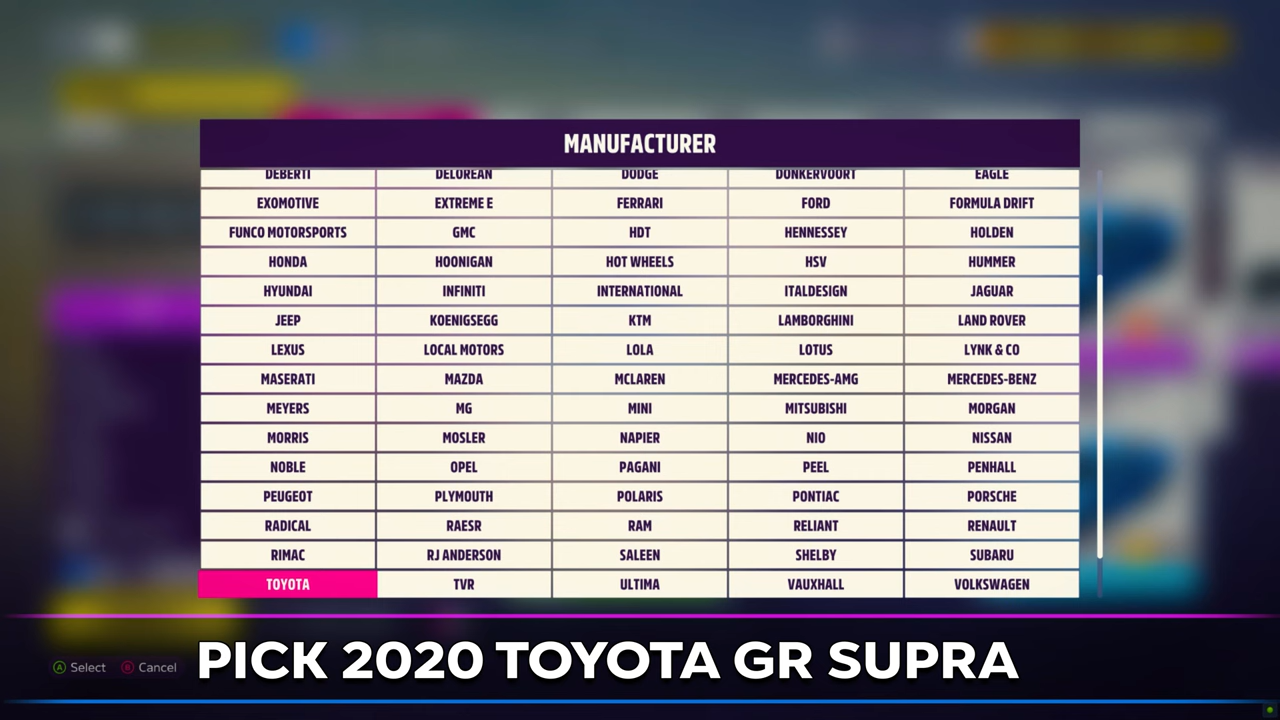 MANUFACTURER
DEBERTI DELOREAN DODGE DONKERVOORT EAGLE
EXOMOTIVE EXTREME E FERRARI FORD FORMULA DRIFT
FUNCO MOTORSPORTS GMC HDT HENNESSEY HOLDEN
HONDA HOONIGAN HOT WHEELS HSV HUMMER
HYUNDAI INFINITI INTERNATIONAL ITALDESIGN JAGUAR
JEEP KOENIGSEGG KTM LAMBORGHINI LAND ROVER
LEXUS LOCAL MOTORS LOLA LOTUS LYNK & CO
MASERATI MAZDA MCLAREN MERCEDES-AMG MERCEDES-BENZ
MEYERS MG MINI MITSUBISHI MORGAN
MORRIS MOSLER NAPIER NIO NISSAN
NOBLE OPEL PAGANI PEEL PENHALL
PEUGEOT PLYMOUTH POLARIS PONTIAC PORSCHE
RADICAL RAESR RAM RELIANT RENAULT
RIMAC RJ ANDERSON SALEEN SHELBY SUBARU
TOYOTA TVR ULTIMA VAUXHALL VOLKSWAGEN
A Select B Cancel
PICK 2020 TOYOTA GR SUPRA